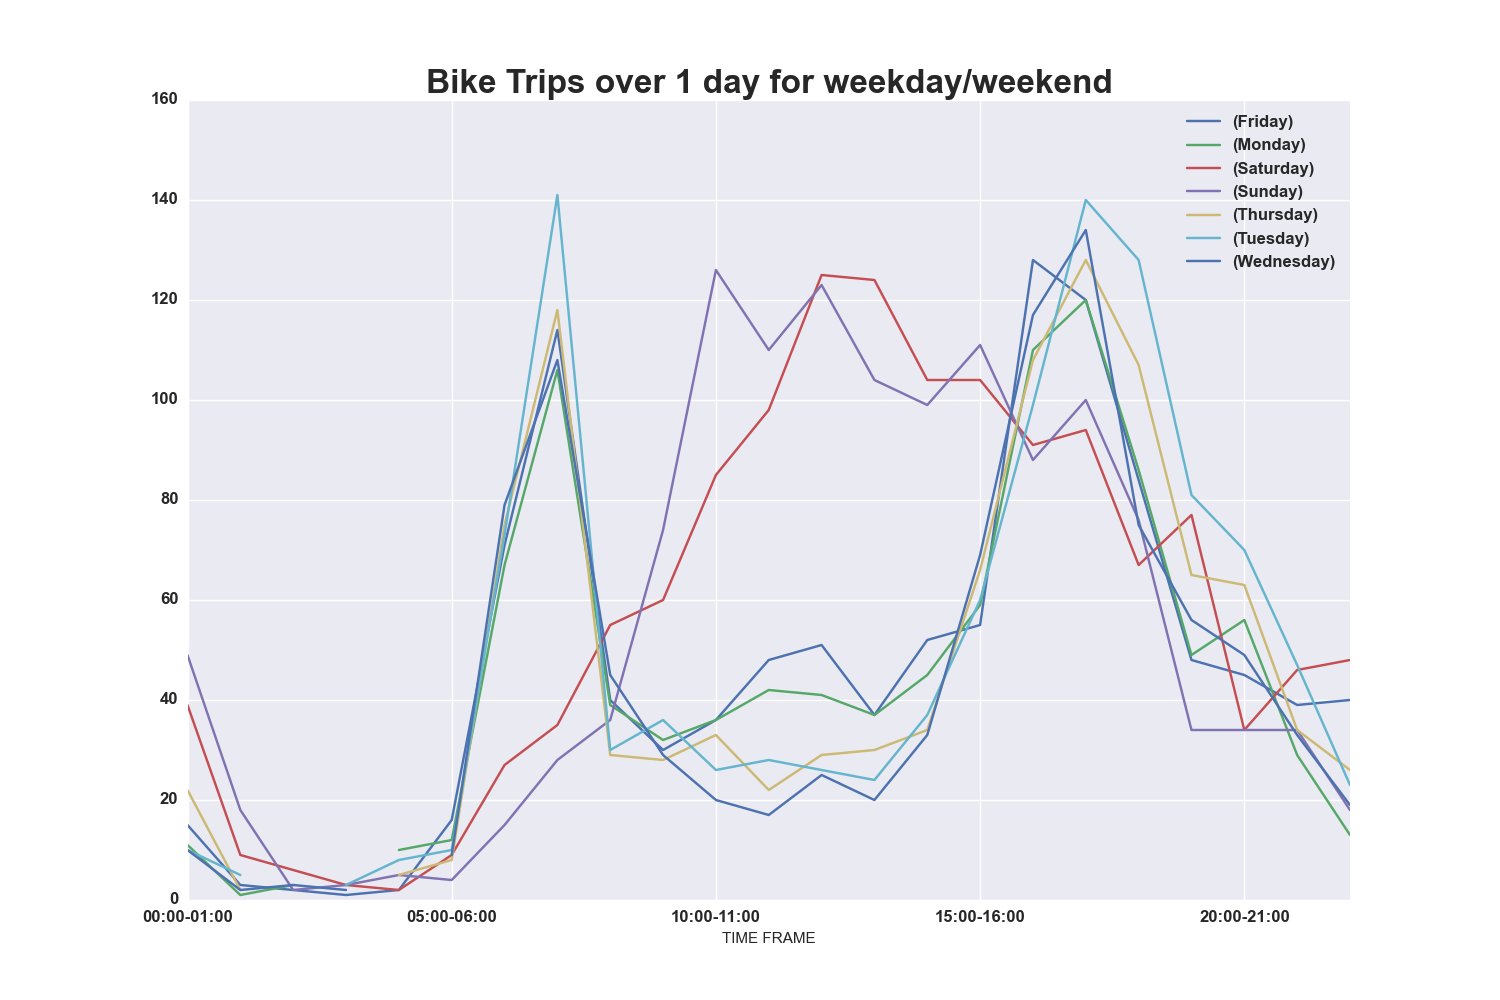 Bike Trips over 1 day for weekday/weekend
160
140
120
100
80
60
40
20
0
(Friday)
(Monday)
(Saturday)
(Sunday)
(Thursday)
(Tuesday)
(Wednesday)
00:00-01:00 05:00-06:00 10:00-11:00 15:00-16:00 20:00-21:00
TIME FRAME